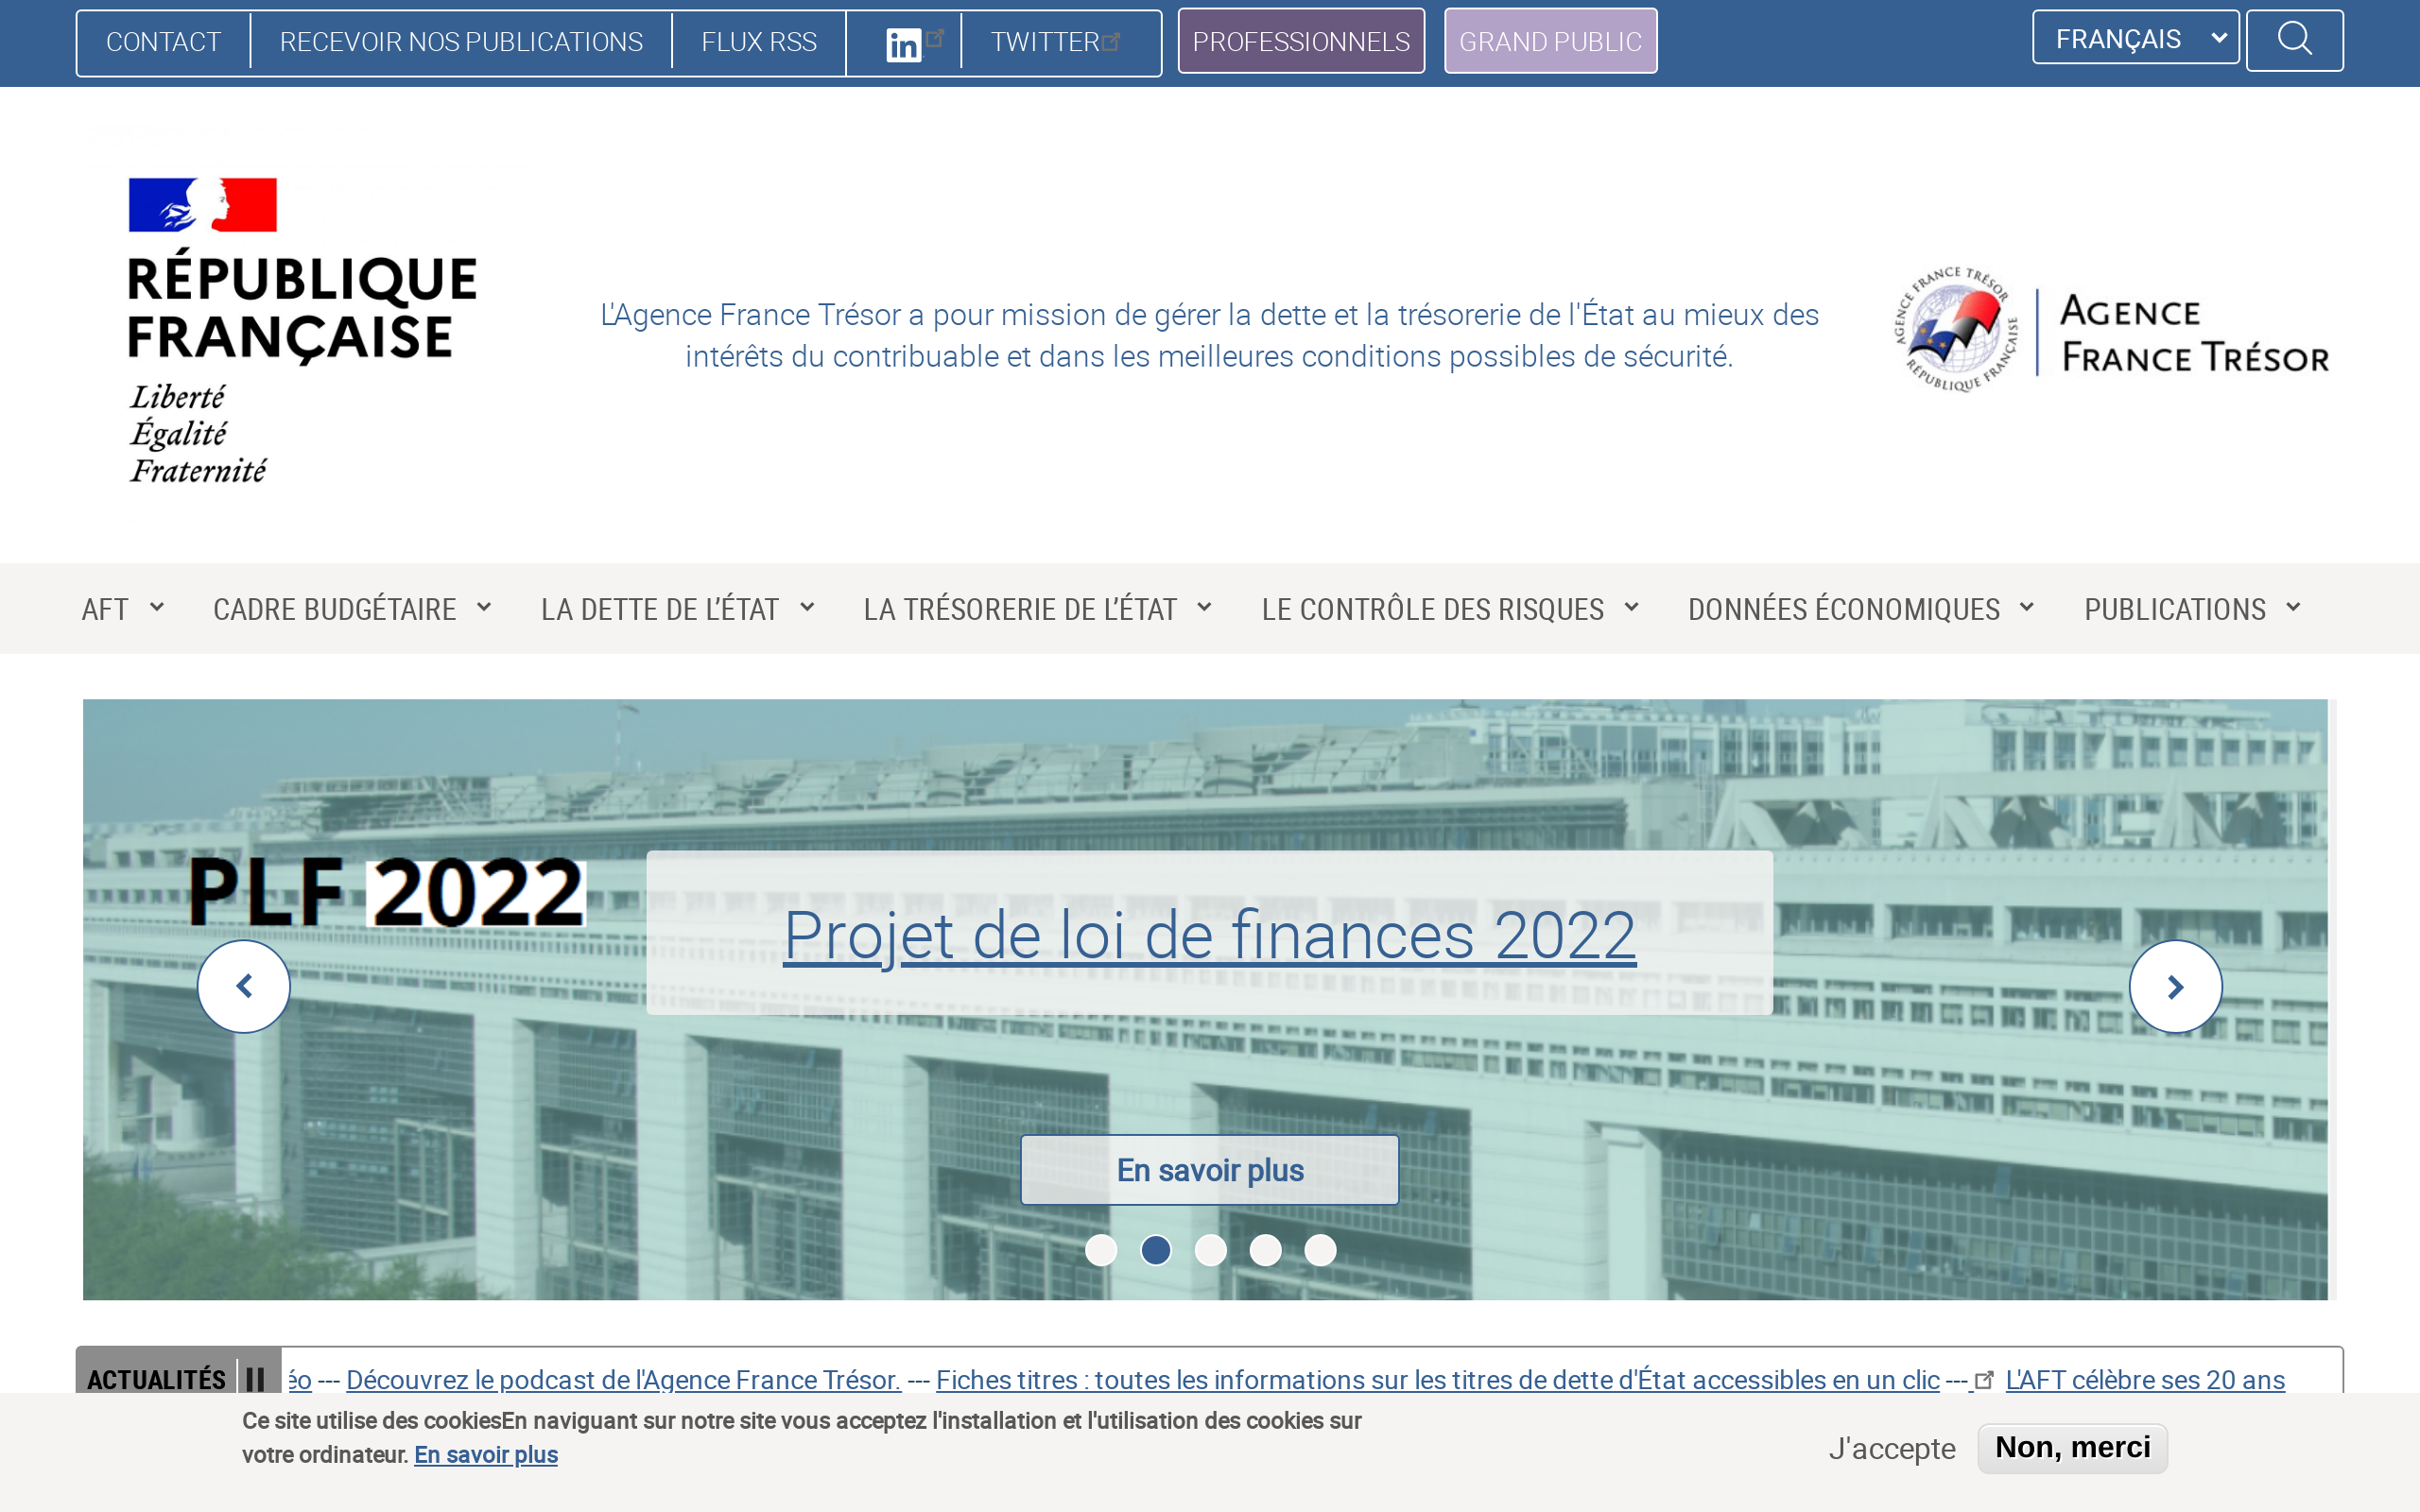 CONTACT
RECEVOIR NOS PUBLICATIONS
FLUX RSS
in
TWITTER
PROFESSIONNELS
GRAND PUBLIC
FRANÇAIS
RÉPUBLIQUE
FRANÇAISE
Liberté
Égalité
Fraternité
L'Agence France Trésor a pour mission de gérer la dette et la trésorerie de l'État au mieux des
intérêts du contribuable et dans les meilleures conditions possibles de sécurité.
AGENCE FRANCE TRÉSOR
RÉPUBLIQUE FRANÇAISE
AGENCE
FRANCE TRÉSOR
AFT
CADRE BUDGÉTAIRE
LA DETTE DE L’ÉTAT
LA TRÉSORERIE DE L’ÉTAT
LE CONTRÔLE DES RISQUES
DONNÉES ÉCONOMIQUES
PUBLICATIONS
PLF 2022
Projet de loi de finances 2022
En savoir plus
ACTUALITÉS
éo --- Découvrez le podcast de l'Agence France Trésor. --- Fiches titres : toutes les informations sur les titres de dette d'État accessibles en un clic --- L'AFT célèbre ses 20 ans
Ce site utilise des cookiesEn naviguant sur notre site vous acceptez l'installation et l'utilisation des cookies sur
votre ordinateur. En savoir plus
J'accepte
Non, merci